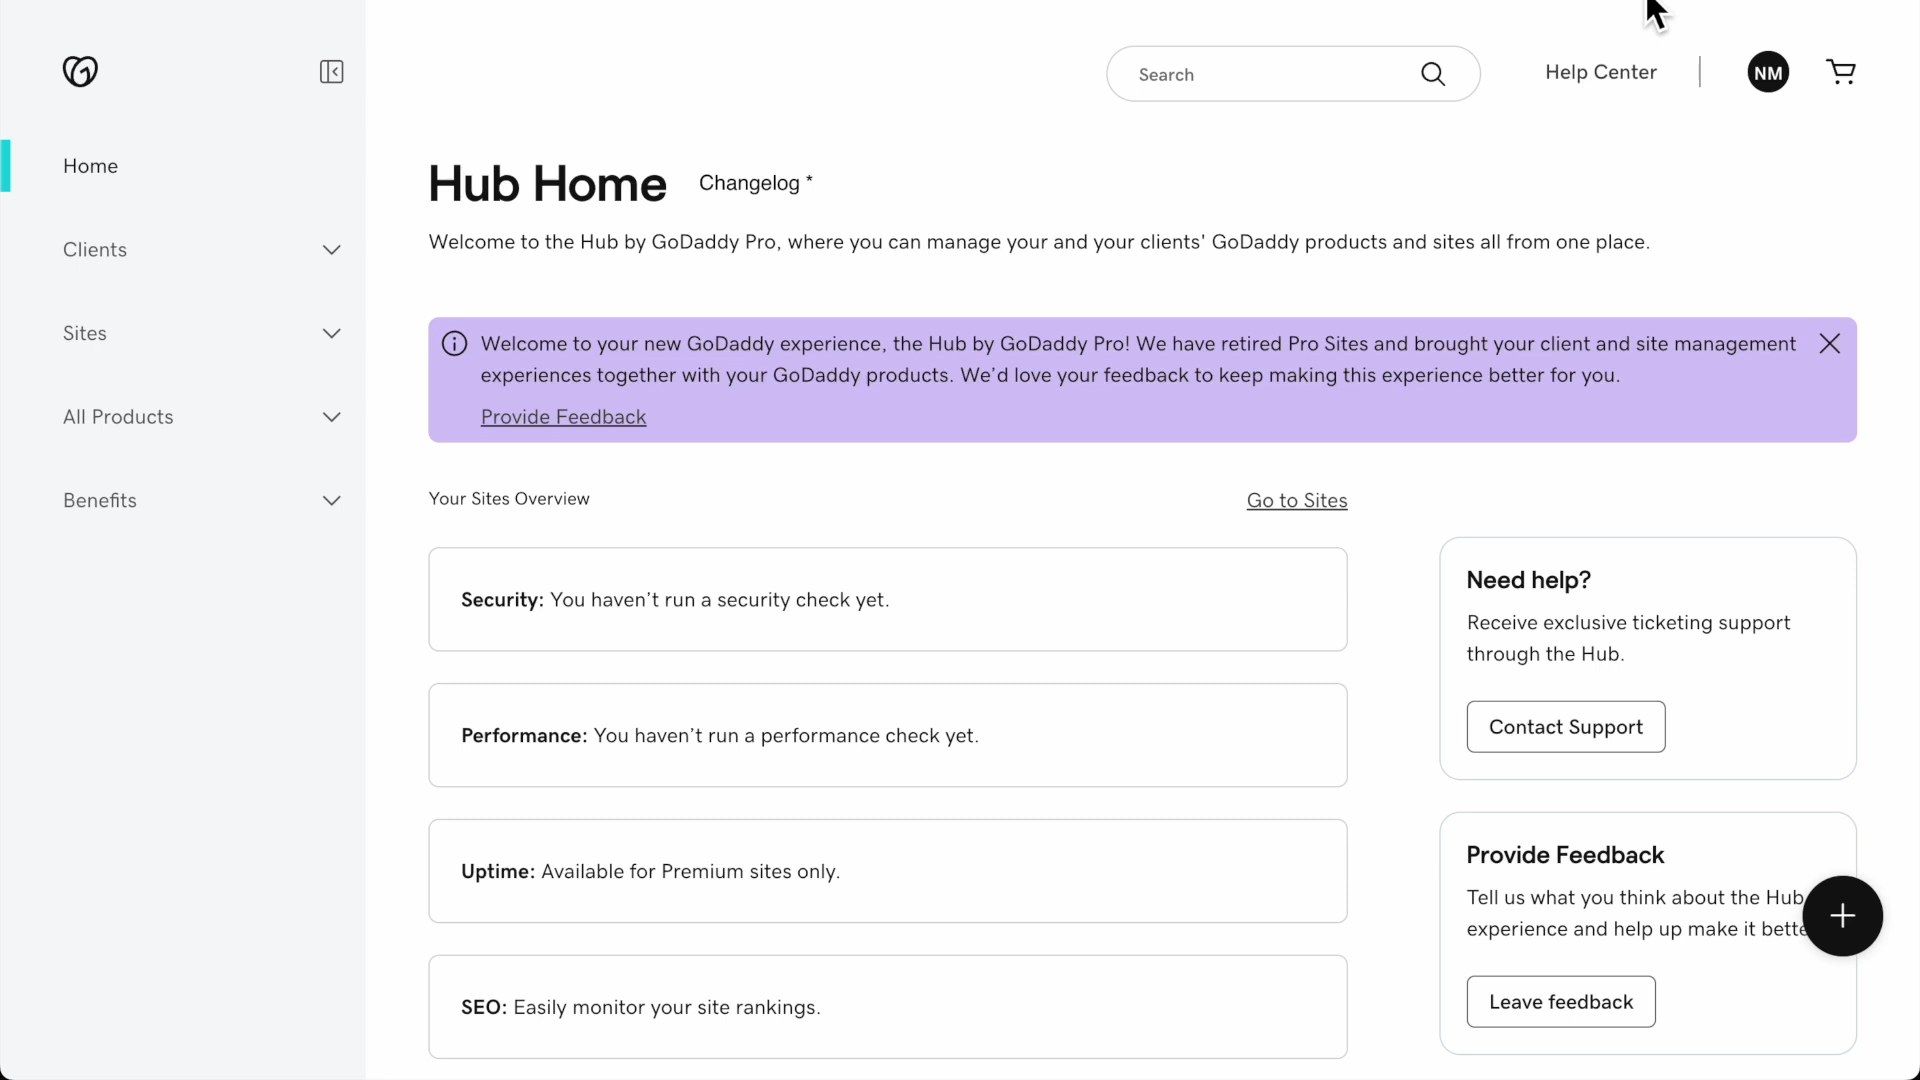 Search
Help Center
NM
Home
Clients
Sites
All Products
Benefits
Hub Home
Changelog *
Welcome to the Hub by GoDaddy Pro, where you can manage your and your clients' GoDaddy products and sites all from one place.
Welcome to your new GoDaddy experience, the Hub by GoDaddy Pro! We have retired Pro Sites and brought your client and site management
experiences together with your GoDaddy products. We’d love your feedback to keep making this experience better for you.
Provide Feedback
Your Sites Overview
Go to Sites
Security: You haven’t run a security check yet.
Performance: You haven’t run a performance check yet.
Uptime: Available for Premium sites only.
SEO: Easily monitor your site rankings.
Need help?
Receive exclusive ticketing support
through the Hub.
Contact Support
Provide Feedback
Tell us what you think about the Hub
experience and help up make it bette
Leave feedback